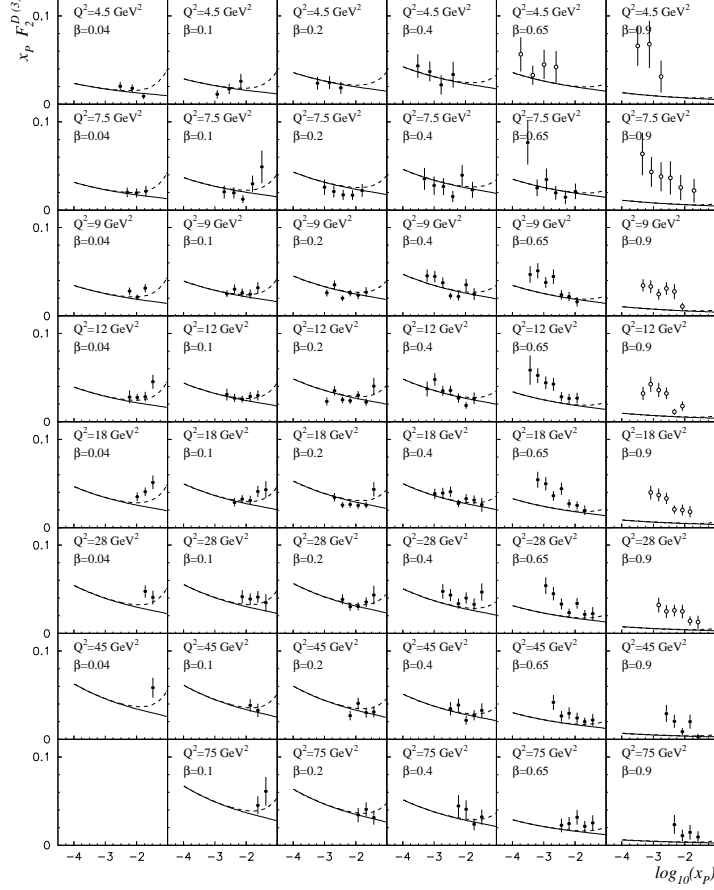 x_P F_2^{D (3)}
0.1
Q²=4.5 GeV² Q²=4.5 GeV² Q²=4.5 GeV² Q²=4.5 GeV² Q²=4.5 GeV² Q²=4.5 GeV²
β=0.04 β=0.1 β=0.2 β=0.4 β=0.65 β=0.9
0
0.1
Q²=7.5 GeV² Q²=7.5 GeV² Q²=7.5 GeV² Q²=7.5 GeV² Q²=7.5 GeV² Q²=7.5 GeV²
β=0.04 β=0.1 β=0.2 β=0.4 β=0.65 β=0.9
0
0.1
Q²=9 GeV² Q²=9 GeV² Q²=9 GeV² Q²=9 GeV² Q²=9 GeV² Q²=9 GeV²
β=0.04 β=0.1 β=0.2 β=0.4 β=0.65 β=0.9
0
0.1
Q²=12 GeV² Q²=12 GeV² Q²=12 GeV² Q²=12 GeV² Q²=12 GeV² Q²=12 GeV²
β=0.04 β=0.1 β=0.2 β=0.4 β=0.65 β=0.9
0
0.1
Q²=18 GeV² Q²=18 GeV² Q²=18 GeV² Q²=18 GeV² Q²=18 GeV² Q²=18 GeV²
β=0.04 β=0.1 β=0.2 β=0.4 β=0.65 β=0.9
0
0.1
Q²=28 GeV² Q²=28 GeV² Q²=28 GeV² Q²=28 GeV² Q²=28 GeV² Q²=28 GeV²
β=0.04 β=0.1 β=0.2 β=0.4 β=0.65 β=0.9
0
0.1
Q²=45 GeV² Q²=45 GeV² Q²=45 GeV² Q²=45 GeV² Q²=45 GeV² Q²=45 GeV²
β=0.04 β=0.1 β=0.2 β=0.4 β=0.65 β=0.9
0
0.1
Q²=75 GeV² Q²=75 GeV² Q²=75 GeV² Q²=75 GeV² Q²=75 GeV²
β=0.1 β=0.2 β=0.4 β=0.65 β=0.9
0
−4 −3 −2 −4 −3 −2 −4 −3 −2 −4 −3 −2 −4 −3 −2 −4 −3 −2
log₁₀(x_P)